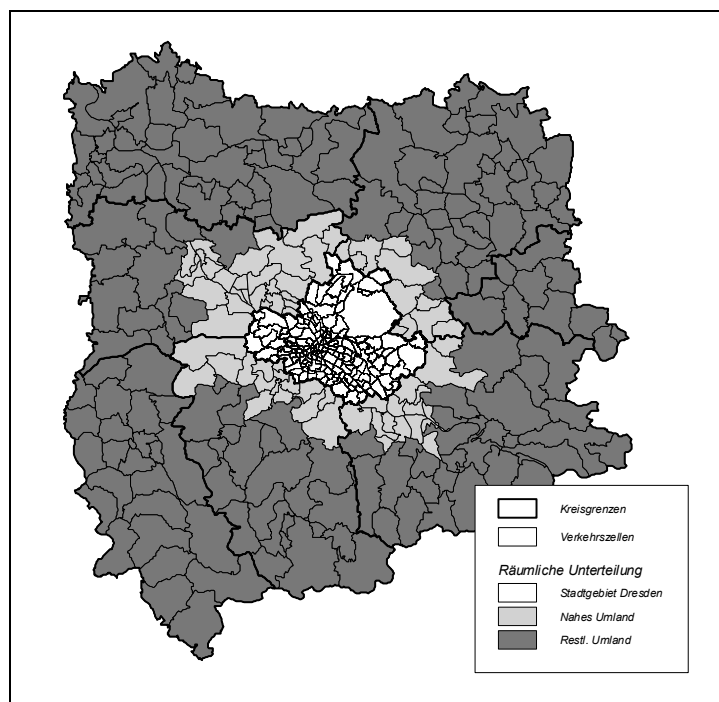 Kreisgrenzen
Verkehrszellen
Räumliche Unterteilung
Stadtgebiet Dresden
Nahes Umland
Restl. Umland